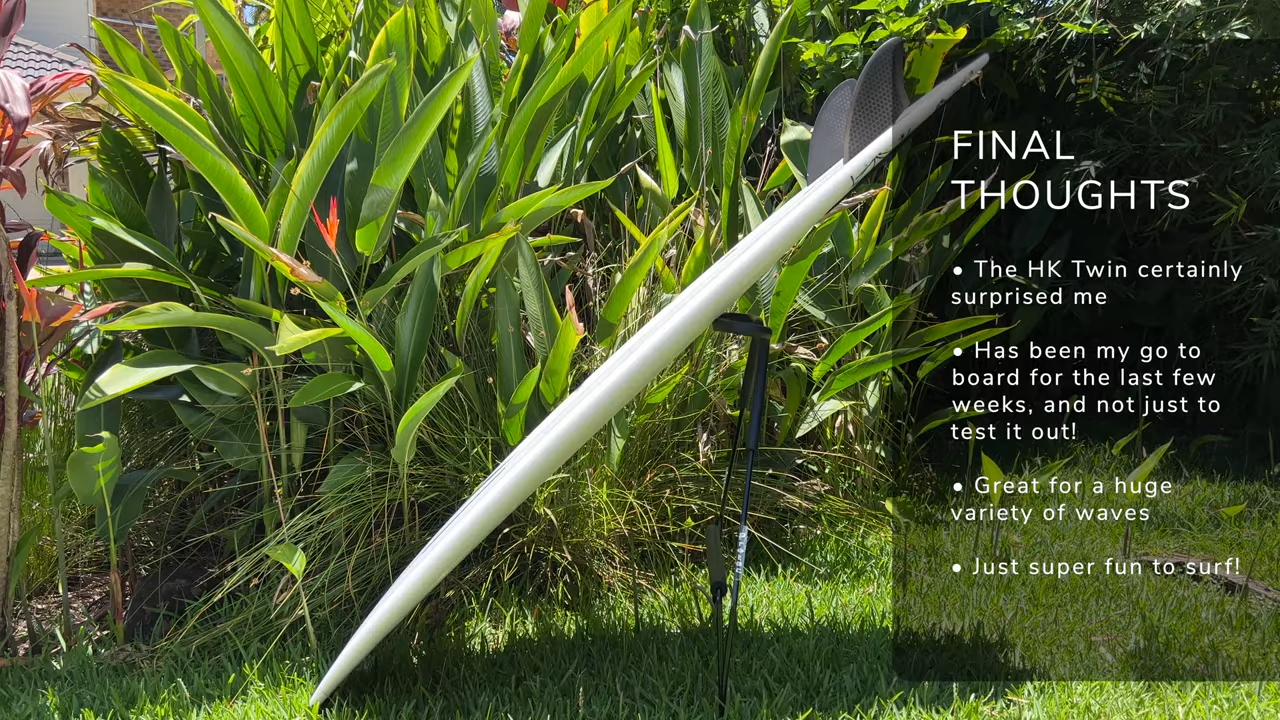 FINAL
THOUGHTS
• The HK Twin certainly
surprised me
• Has been my go to
board for the last few
weeks, and not just to
test it out!
• Great for a huge
variety of waves
• Just super fun to surf!